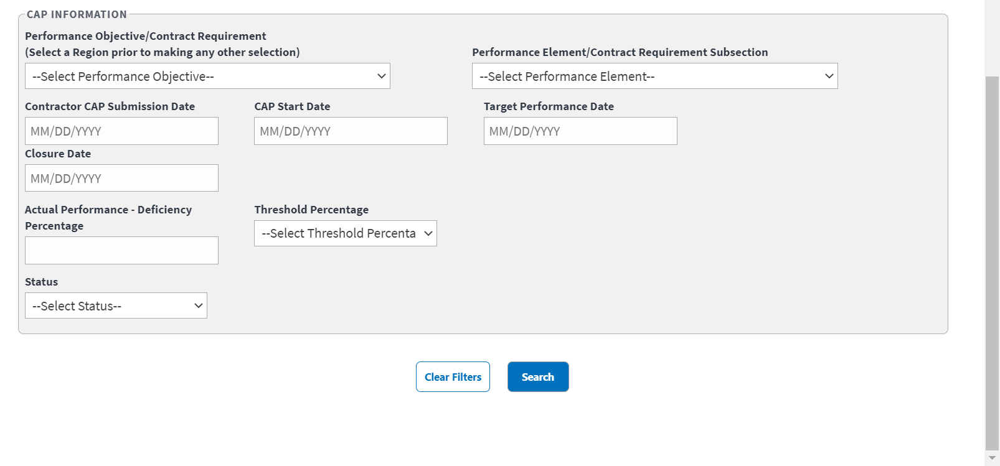 CAP INFORMATION
Performance Objective/Contract Requirement
(Select a Region prior to making any other selection)
Performance Element/Contract Requirement Subsection
--Select Performance Objective--
--Select Performance Element--
Contractor CAP Submission Date
CAP Start Date
Target Performance Date
MM/DD/YYYY
MM/DD/YYYY
MM/DD/YYYY
Closure Date
MM/DD/YYYY
Actual Performance - Deficiency
Percentage
Threshold Percentage
--Select Threshold Percenta
Status
--Select Status--
Clear Filters
Search